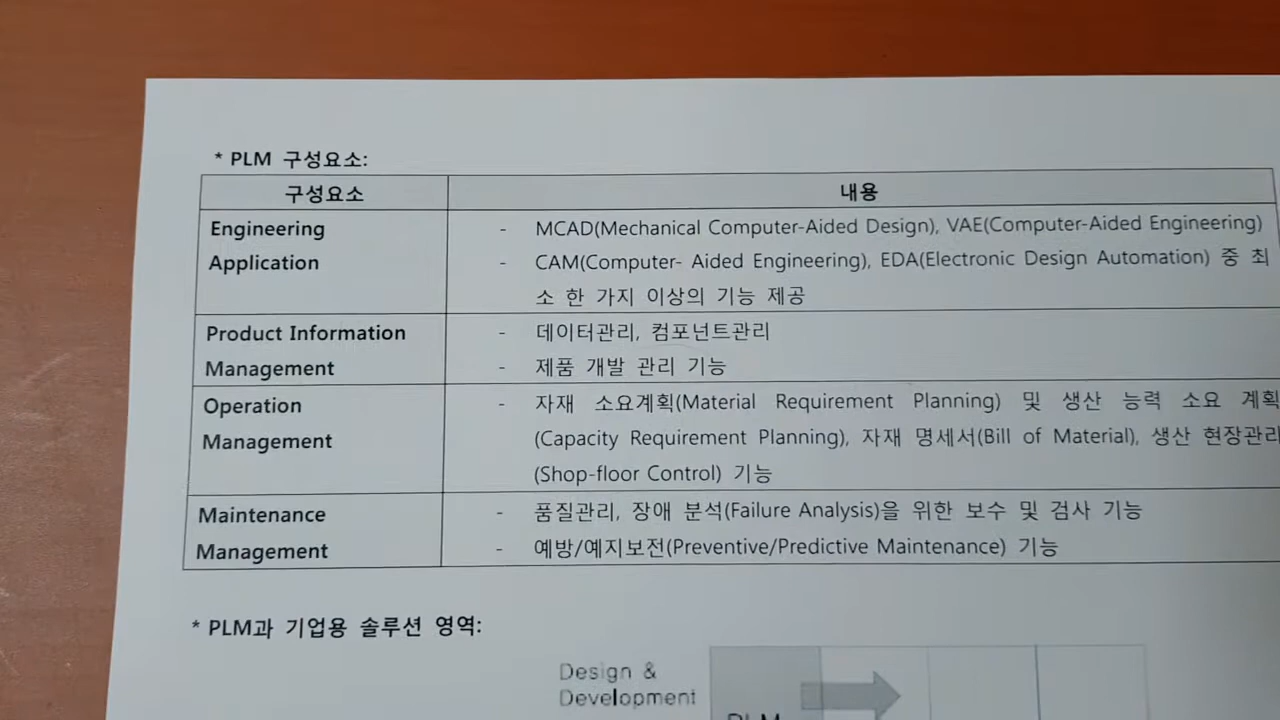 * PLM 구성요소:
구성요소 내용
Engineering Application
- MCAD(Mechanical Computer-Aided Design), VAE(Computer-Aided Engineering)
- CAM(Computer- Aided Engineering), EDA(Electronic Design Automation) 중 최
소 한 가지 이상의 기능 제공
Product Information Management
- 데이터관리, 컴포넌트관리
- 제품 개발 관리 기능
Operation Management
- 자재 소요계획(Material Requirement Planning) 및 생산 능력 소요 계획
(Capacity Requirement Planning), 자재 명세서(Bill of Material), 생산 현장관리
(Shop-floor Control) 기능
Maintenance Management
- 품질관리, 장애 분석(Failure Analysis)을 위한 보수 및 검사 기능
- 예방/예지보전(Preventive/Predictive Maintenance) 기능
* PLM과 기업용 솔루션 영역:
Design &
Development
PLM